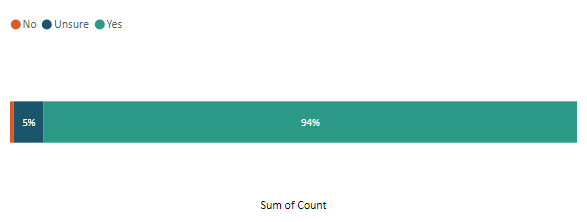 No Unsure Yes
5% 94%
Sum of Count